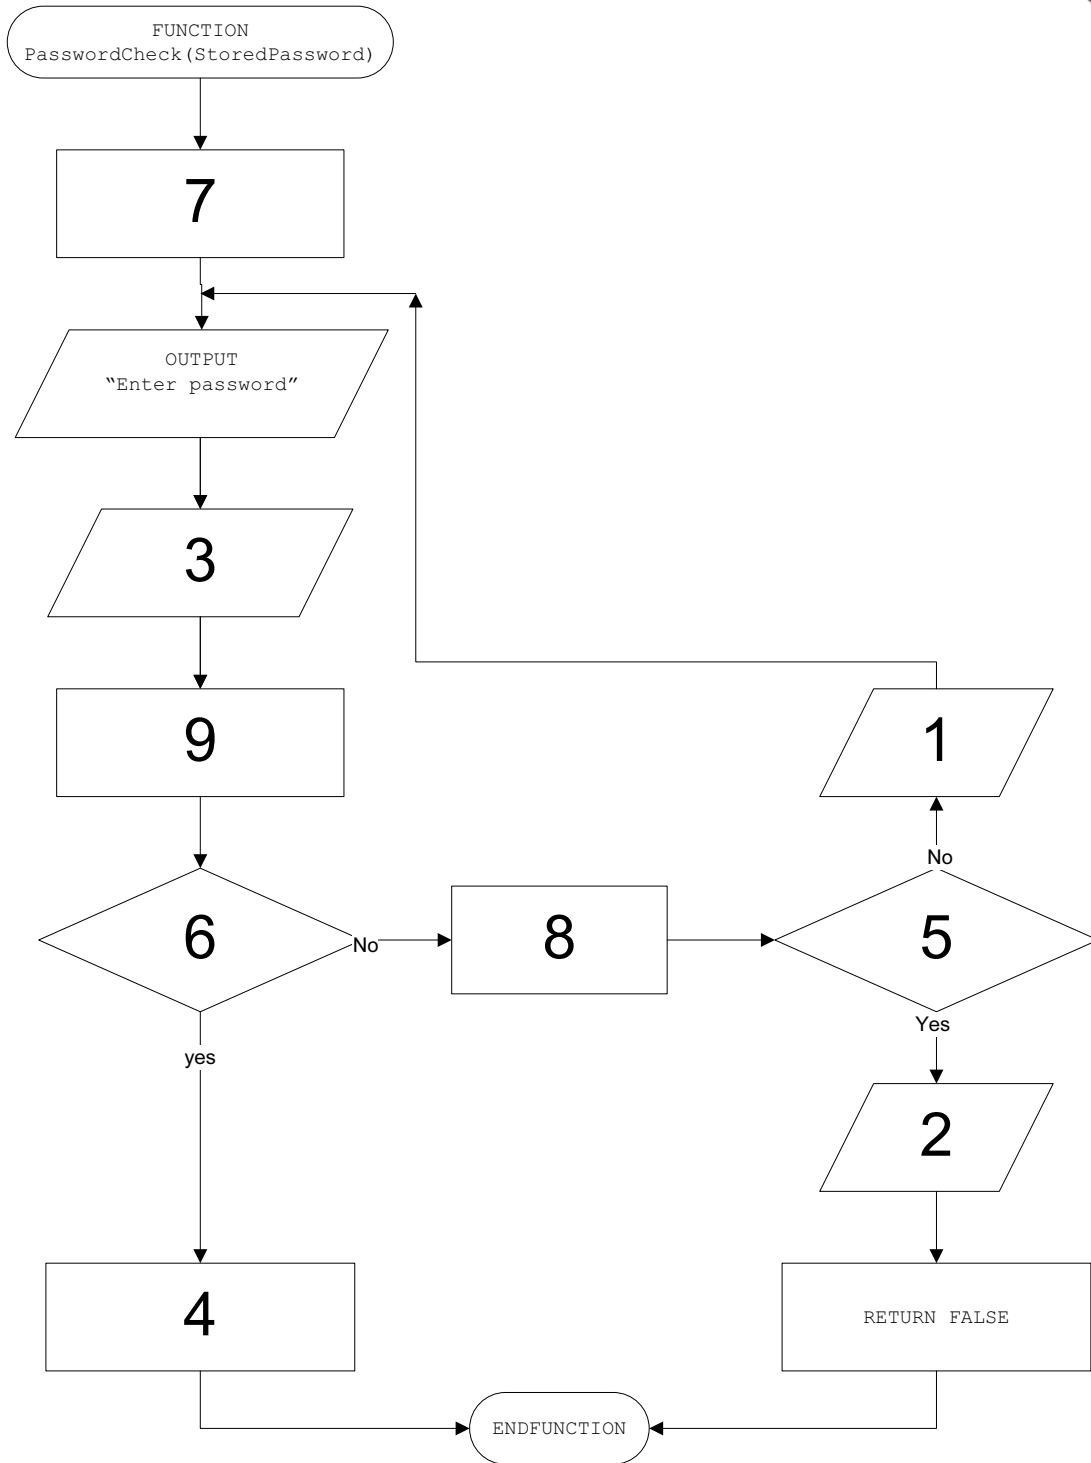 FUNCTION
PasswordCheck(StoredPassword)
7
OUTPUT
“Enter password”
3
9
1
No
6
No
8
5
yes
Yes
2
4
RETURN FALSE
ENDFUNCTION